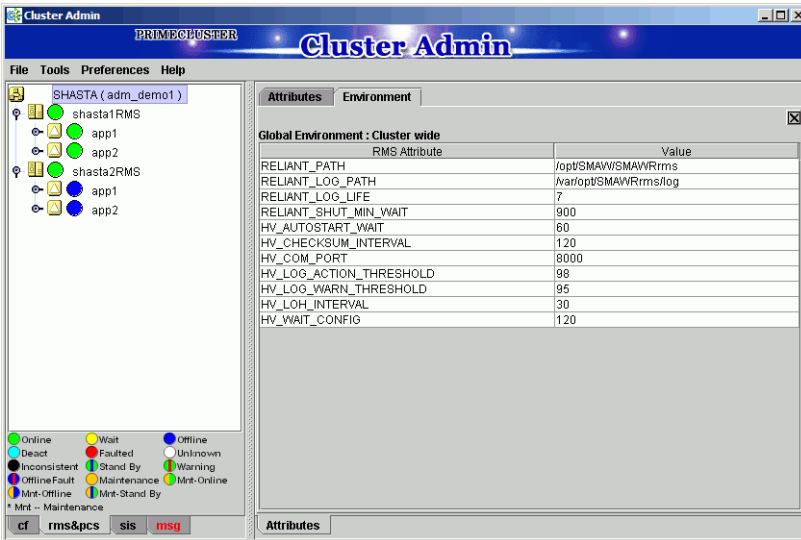 Cluster Admin
PRIMECLUSTER
Cluster Admin
File Tools Preferences Help
SHASTA ( adm_demo1 )
shasta1RMS
app1
app2
shasta2RMS
app1
app2
Online Wait Offline
Deact Faulted Unknown
Inconsistent Stand By Warning
OfflineFault Maintenance Mnt-Online
Mnt-Offline Mnt-Stand By
* Mnt -- Maintenance
cf rms&pcs sis msg
Attributes Environment
Global Environment : Cluster wide
RMS Attribute Value
RELIANT_PATH /opt/SMAW/SMAWRrms
RELIANT_LOG_PATH /var/opt/SMAWRrms/log
RELIANT_LOG_LIFE 7
RELIANT_SHUT_MIN_WAIT 900
HV_AUTOSTART_WAIT 60
HV_CHECKSUM_INTERVAL 120
HV_COM_PORT 8000
HV_LOG_ACTION_THRESHOLD 98
HV_LOG_WARN_THRESHOLD 95
HV_LOH_INTERVAL 30
HV_WAIT_CONFIG 120
Attributes